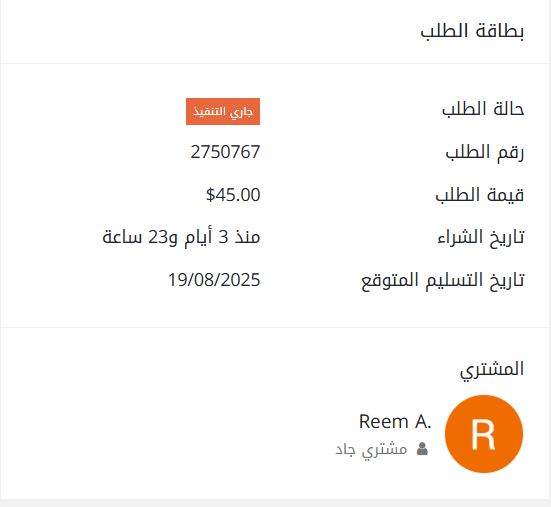 بطاقة الطلب
حالة الطلب جاري التنفيذ
رقم الطلب 2750767
قيمة الطلب $45.00
تاريخ الشراء منذ 3 أيام و23 ساعة
تاريخ التسليم المتوقع 19/08/2025
المشتري
R
Reem A.
مشتري جاد